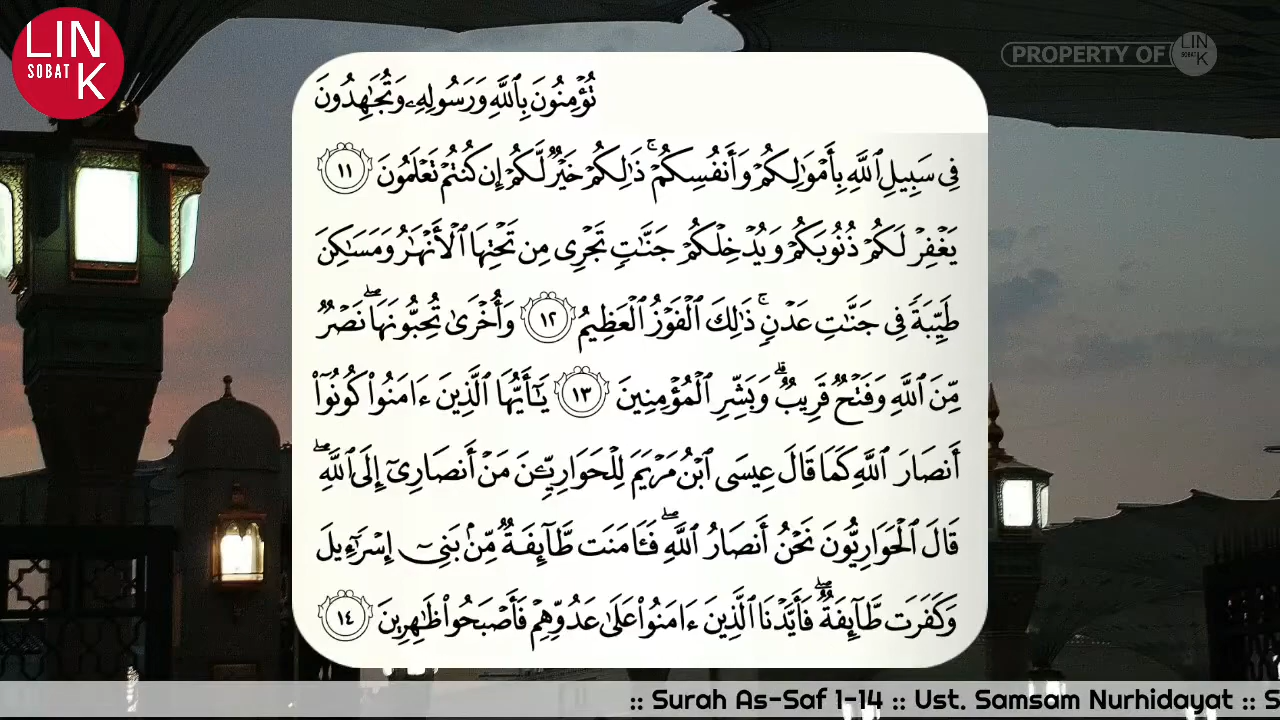 LIN
SOBAT K
PROPERTY OF LIN SOBAT K
تُؤْمِنُونَ بِٱللَّهِ وَرَسُولِهِۦ وَتُجَـٰهِدُونَ
فِى سَبِيلِ ٱللَّهِ بِأَمْوَٰلِكُمْ وَأَنفُسِكُمْ ۚ ذَٰلِكُمْ خَيْرٌ لَّكُمْ إِن كُنتُمْ تَعْلَمُونَ ١١
يَغْفِرْ لَكُمْ ذُنُوبَكُمْ وَيُدْخِلْكُمْ جَنَّـٰتٍ تَجْرِى مِن تَحْتِهَا ٱلْأَنْهَـٰرُ وَمَسَـٰكِنَ
طَيِّبَةً فِى جَنَّـٰتِ عَدْنٍ ۚ ذَٰلِكَ ٱلْفَوْزُ ٱلْعَظِيمُ ١٢ وَأُخْرَىٰ تُحِبُّونَهَا ۖ نَصْرٌ
مِّنَ ٱللَّهِ وَفَتْحٌ قَرِيبٌ ۗ وَبَشِّرِ ٱلْمُؤْمِنِينَ ١٣ يَـٰٓأَيُّهَا ٱلَّذِينَ ءَامَنُوا۟ كُونُوٓا۟
أَنصَارَ ٱللَّهِ كَمَا قَالَ عِيسَى ٱبْنُ مَرْيَمَ لِلْحَوَارِيِّـۧنَ مَنْ أَنصَارِىٓ إِلَى ٱللَّهِ ۖ
قَالَ ٱلْحَوَارِيُّونَ نَحْنُ أَنصَارُ ٱللَّهِ ۖ فَـَٔامَنَت طَّآئِفَةٌ مِّنۢ بَنِىٓ إِسْرَٰٓءِيلَ
وَكَفَرَت طَّآئِفَةٌ ۖ فَأَيَّدْنَا ٱلَّذِينَ ءَامَنُوا۟ عَلَىٰ عَدُوِّهِمْ فَأَصْبَحُوا۟ ظَـٰهِرِينَ ١٤
:: Surah As-Saf 1-14 :: Ust. Samsam Nurhidayat :: S